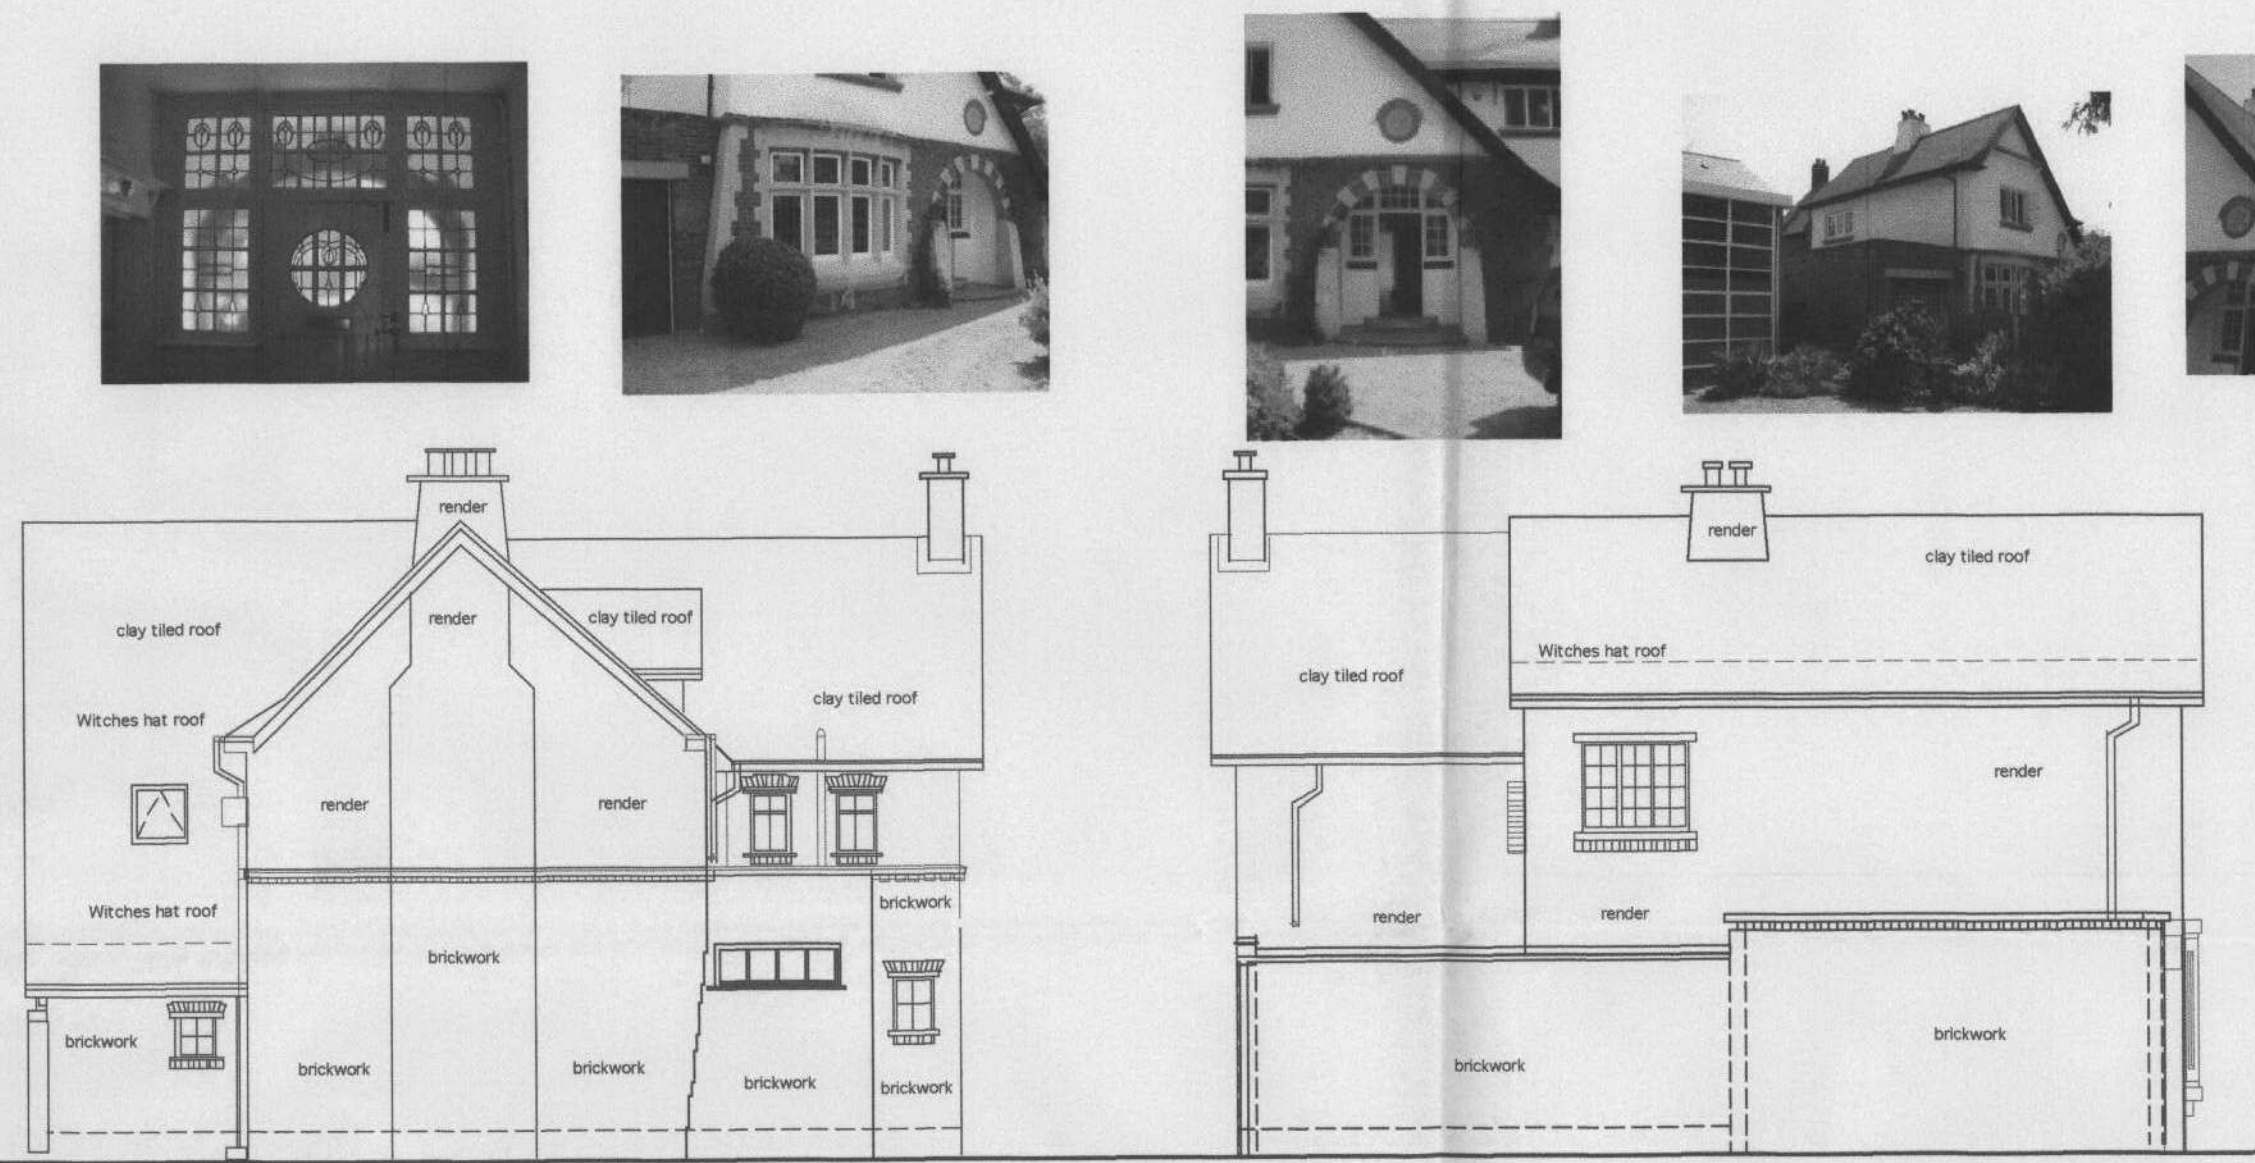 render
render
clay tiled roof
clay tiled roof
clay tiled roof
Witches hat roof
render
render
Witches hat roof
brickwork
brickwork
brickwork
brickwork
brickwork
brickwork
brickwork
render
clay tiled roof
Witches hat roof
clay tiled roof
render
render
render
brickwork
brickwork